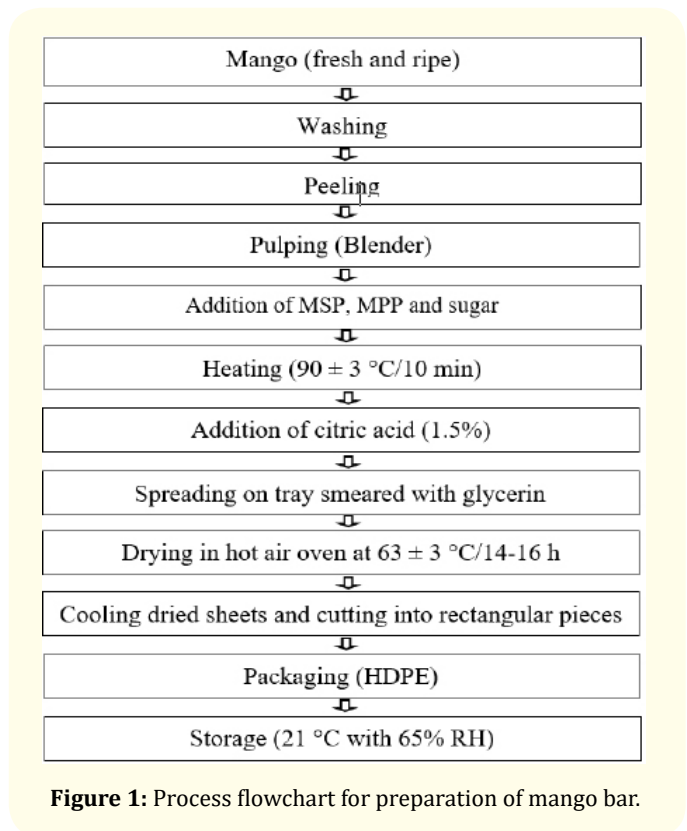 Mango (fresh and ripe)
Washing
Peeling
Pulping (Blender)
Addition of MSP, MPP and sugar
Heating (90 ± 3 °C/10 min)
Addition of citric acid (1.5%)
Spreading on tray smeared with glycerin
Drying in hot air oven at 63 ± 3 °C/14-16 h
Cooling dried sheets and cutting into rectangular pieces
Packaging (HDPE)
Storage (21 °C with 65% RH)
Figure 1: Process flowchart for preparation of mango bar.